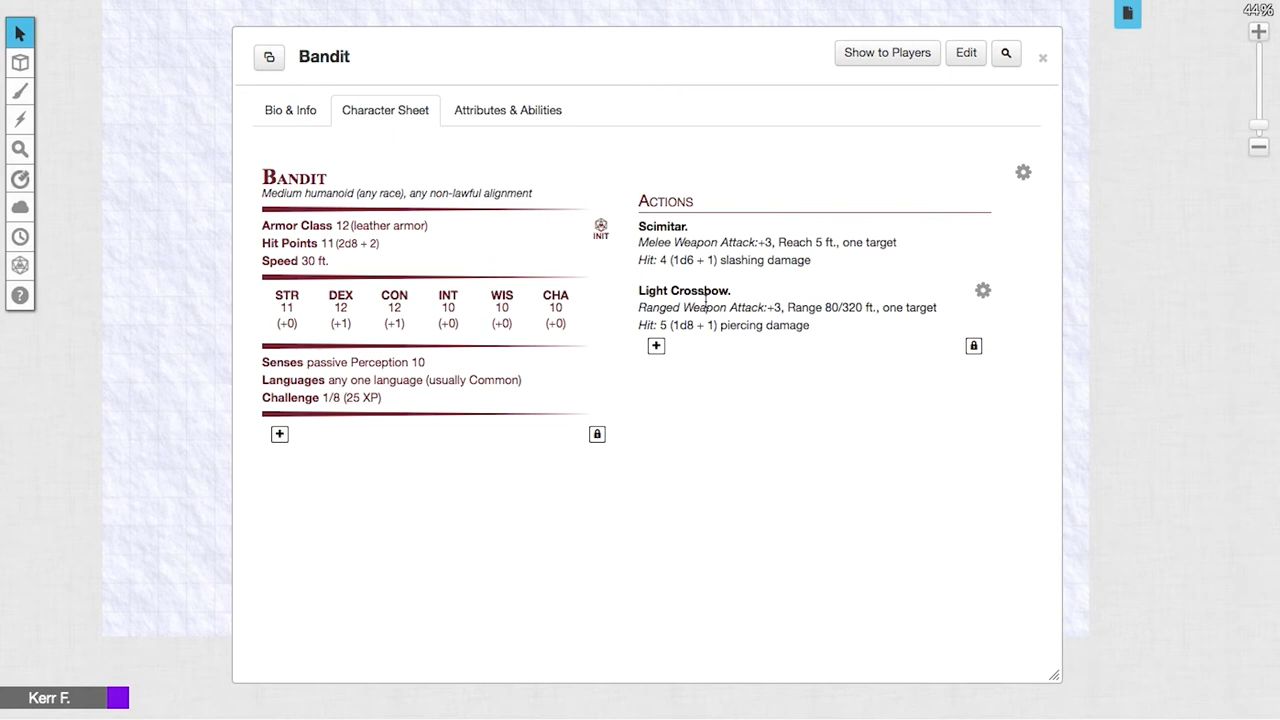 44%
Bandit
Show to Players
Edit
Bio & Info
Character Sheet
Attributes & Abilities
BANDIT
Medium humanoid (any race), any non-lawful alignment
Armor Class 12 (leather armor)
Hit Points 11 (2d8 + 2)
Speed 30 ft.
INIT
STR DEX CON INT WIS CHA
11 12 12 10 10 10
(+0) (+1) (+1) (+0) (+0) (+0)
Senses passive Perception 10
Languages any one language (usually Common)
Challenge 1/8 (25 XP)
ACTIONS
Scimitar.
Melee Weapon Attack:+3, Reach 5 ft., one target
Hit: 4 (1d6 + 1) slashing damage
Light Crossbow.
Ranged Weapon Attack:+3, Range 80/320 ft., one target
Hit: 5 (1d8 + 1) piercing damage
Kerr F.